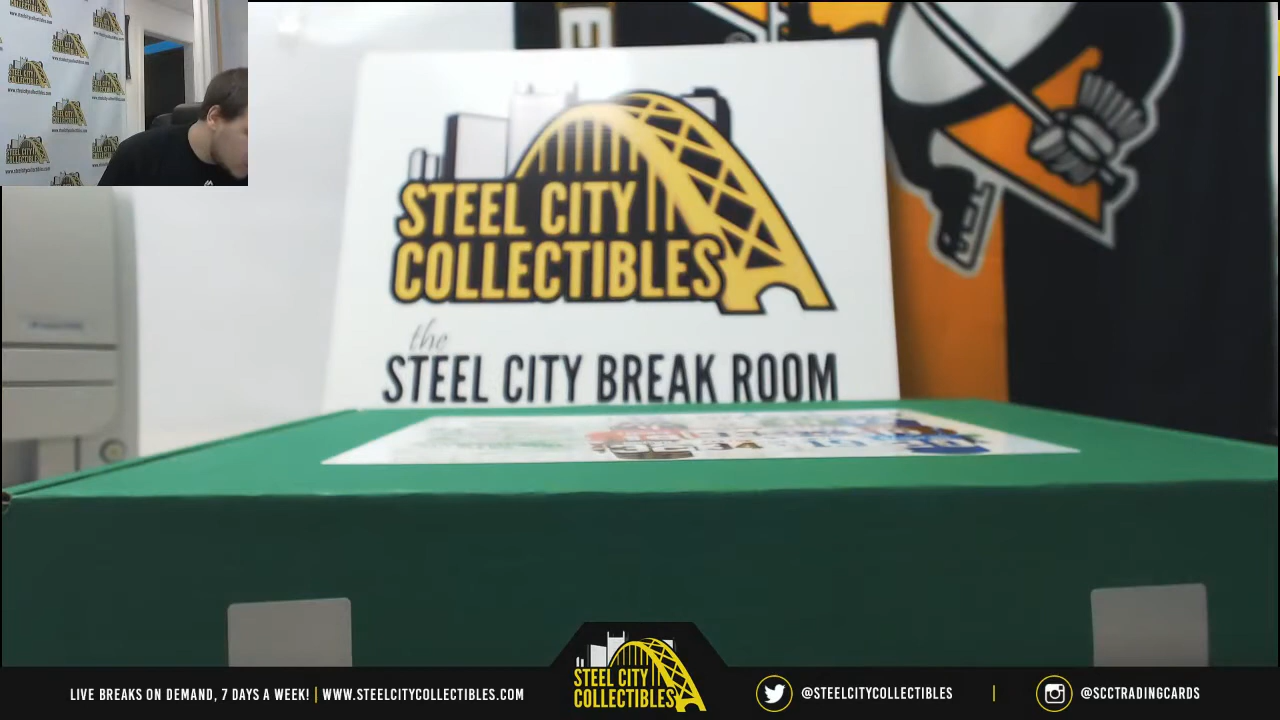 STEEL CITY
COLLECTIBLES
the
STEEL CITY BREAK ROOM
LIVE BREAKS ON DEMAND, 7 DAYS A WEEK! | WWW.STEELCITYCOLLECTIBLES.COM
STEEL CITY
COLLECTIBLES
@STEELCITYCOLLECTIBLES | @SCCTRADINGCARDS